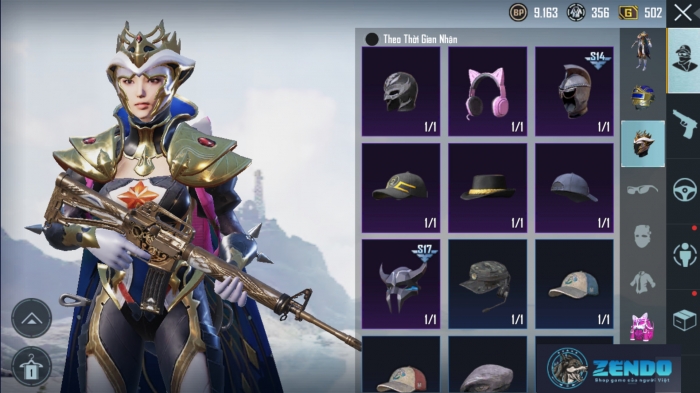 BP 9.163 356 G 502
Theo Thời Gian Nhận
S14
1/1 1/1 1/1
1/1 1/1 1/1
S17
1/1 1/1 1/1
ZENDO
Shop game của người Việt